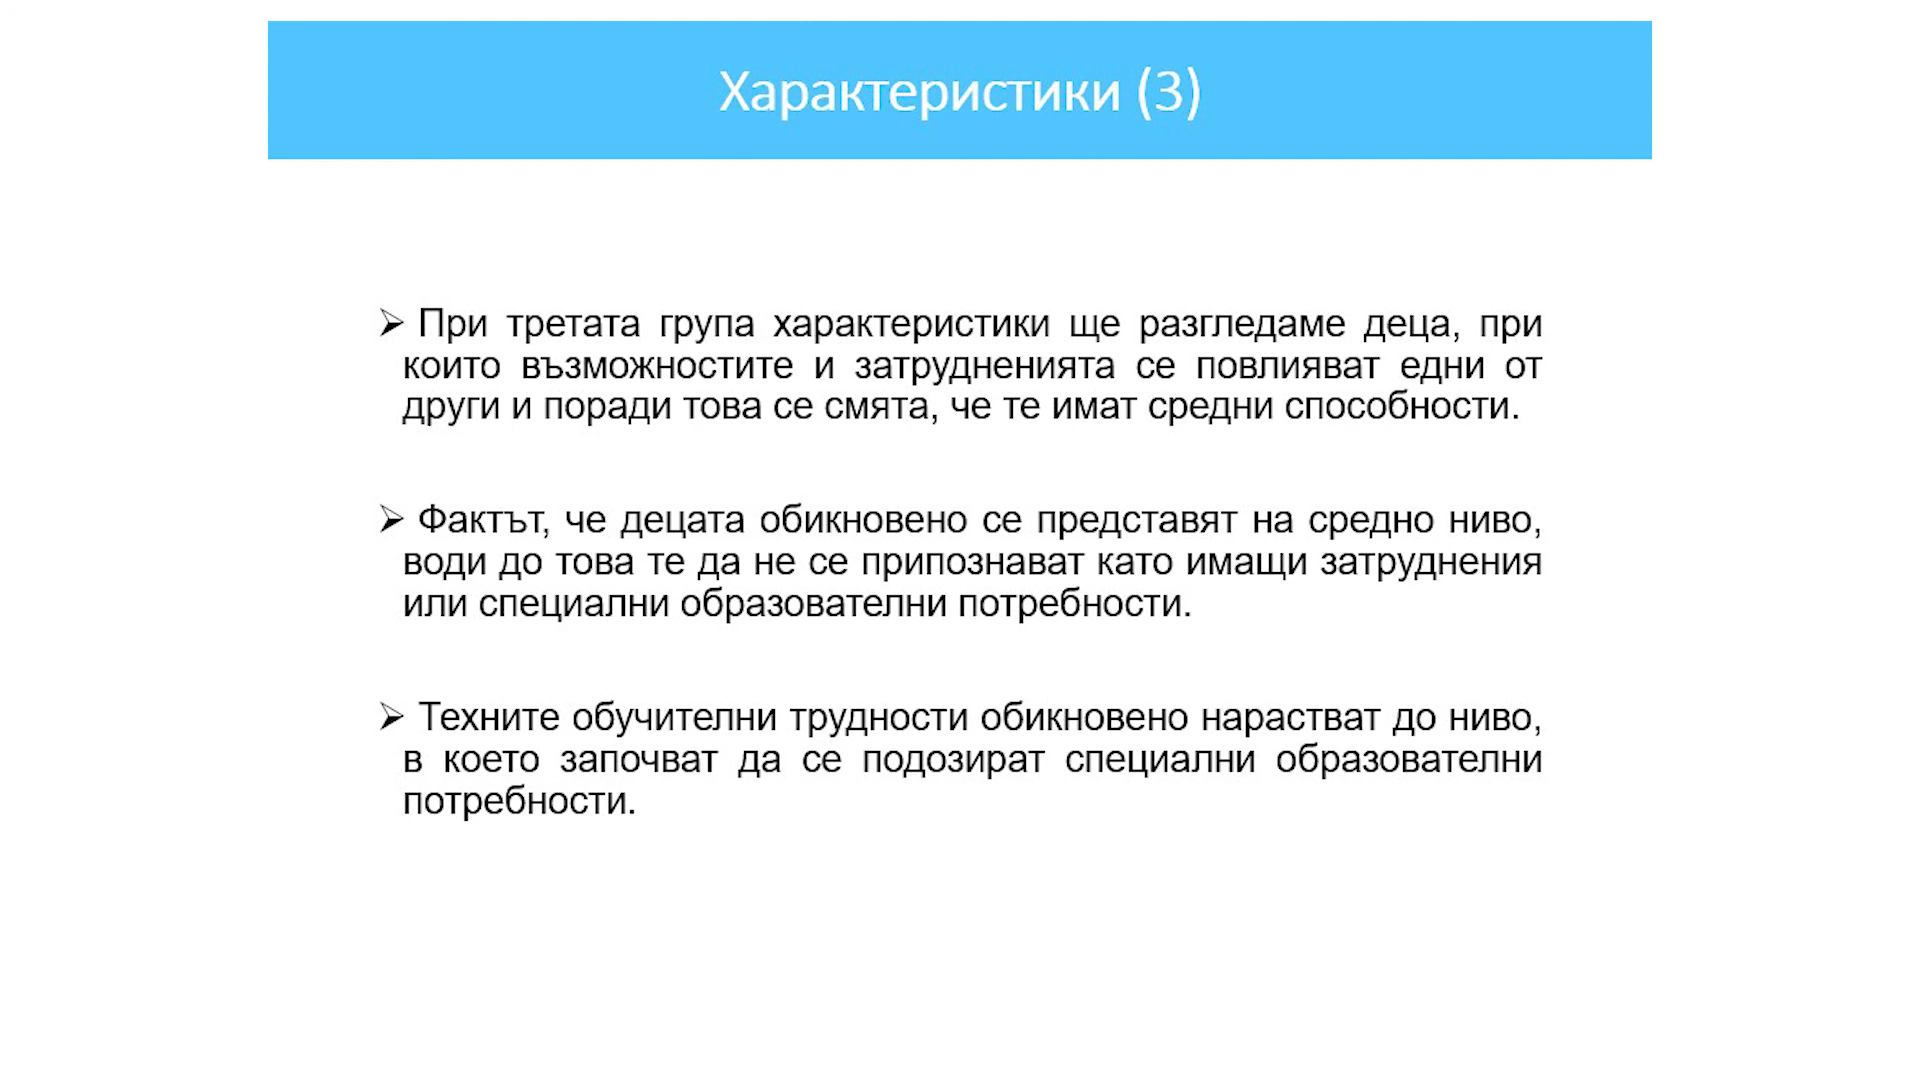 Характеристики (3)
➢ При третата група характеристики ще разгледаме деца, при
които възможностите и затрудненията се повлияват едни от
други и поради това се смята, че те имат средни способности.
➢ Фактът, че децата обикновено се представят на средно ниво,
води до това те да не се припознават като имащи затруднения
или специални образователни потребности.
➢ Техните обучителни трудности обикновено нарастват до ниво,
в което започват да се подозират специални образователни
потребности.